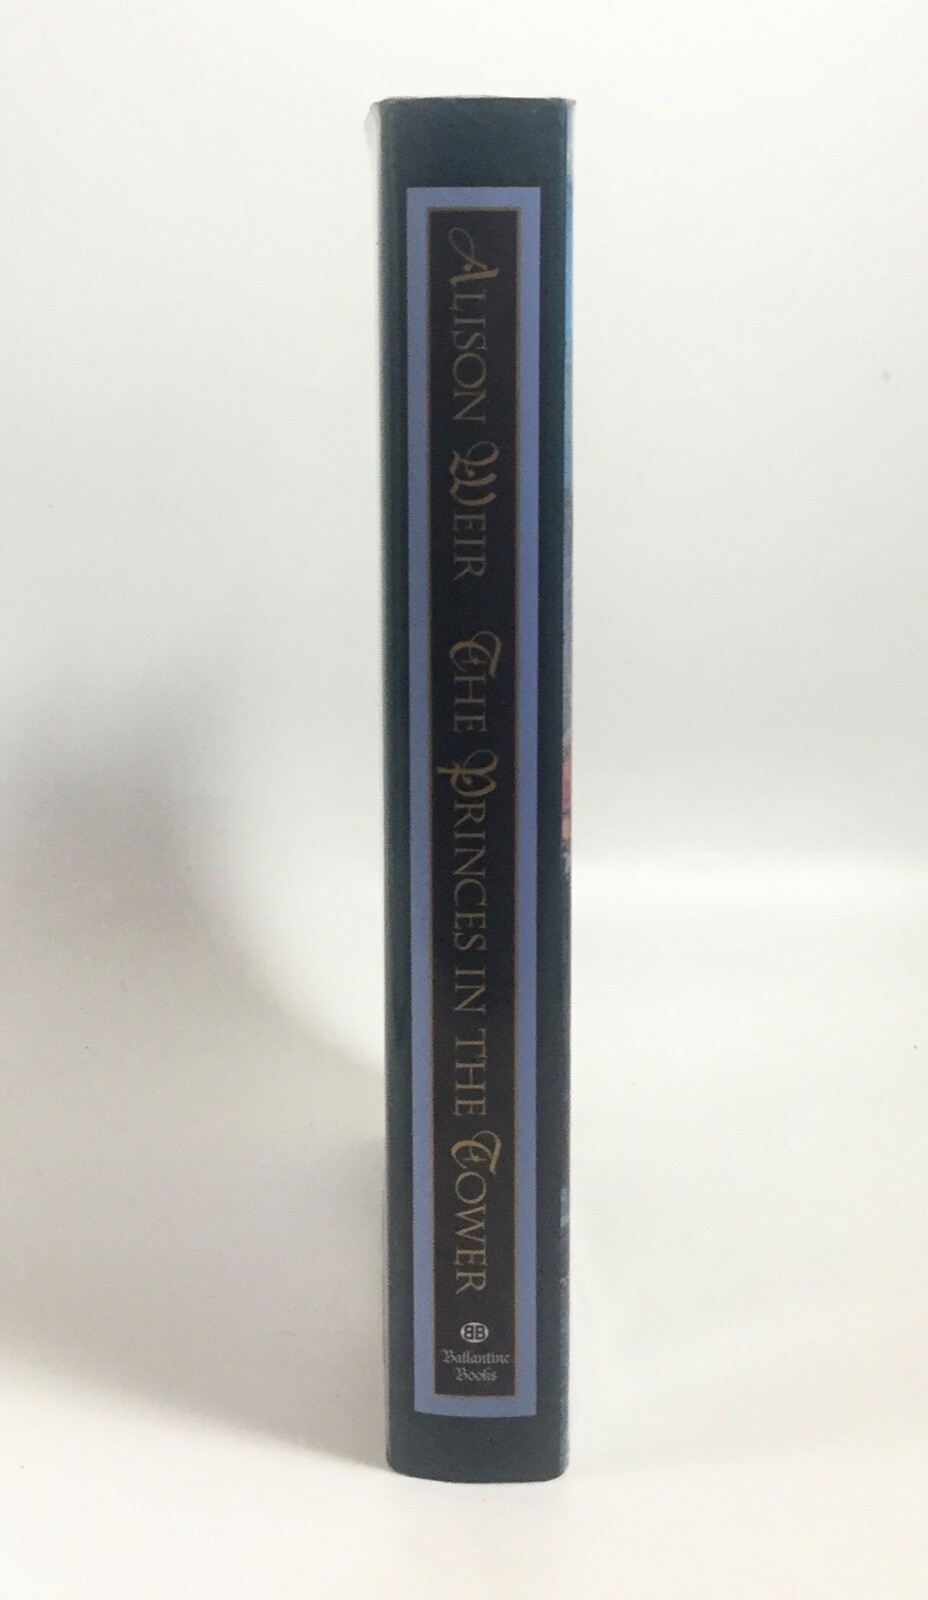 ALISON WEIR THE PRINCES IN THE TOWER
BB
Ballantine
Books